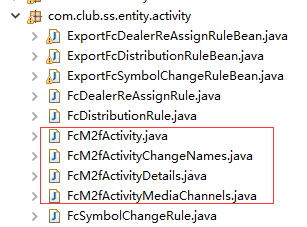 com.club.ss.entity.activity
ExportFcDealerReAssignRuleBean.java
ExportFcDistributionRuleBean.java
ExportFcSymbolChangeRuleBean.java
FcDealerReAssignRule.java
FcDistributionRule.java
FcM2fActivity.java
FcM2fActivityChangeNames.java
FcM2fActivityDetails.java
FcM2fActivityMediaChannels.java
FcSymbolChangeRule.java